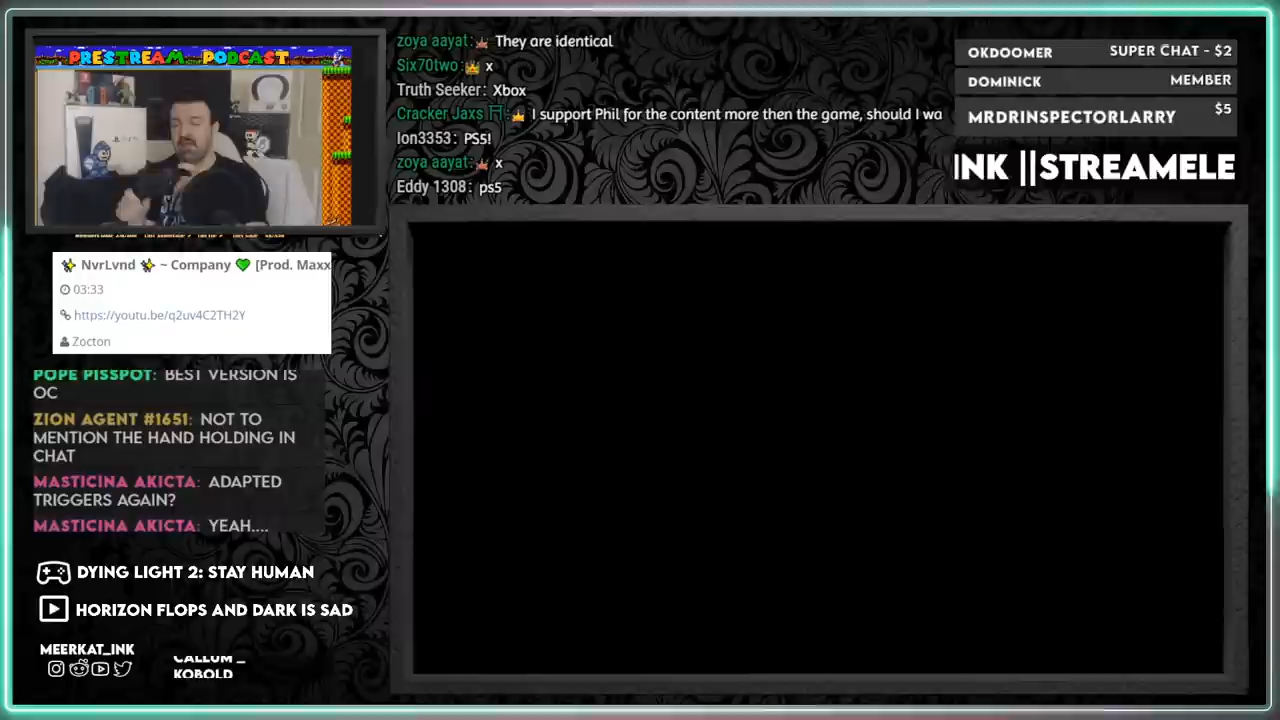 PRESTREAM PODCAST
zoya aayat: They are identical
Six70two: x
Truth Seeker: Xbox
Cracker Jaxs: I support Phil for the content more then the game, should I wa
Ion3353: PS5!
zoya aayat: x
Eddy 1308: ps5
OKDOOMER SUPER CHAT - $2
DOMINICK MEMBER
MRDRINSPECTORLARRY $5
INK ||STREAMELE
NvrLvnd ~ Company [Prod. Maxx
03:33
https://youtu.be/q2uv4C2TH2Y
Zocton
POPE PISSPOT: BEST VERSION IS
OC
ZION AGENT #1651: NOT TO
MENTION THE HAND HOLDING IN
CHAT
MASTICINA AKICTA: ADAPTED
TRIGGERS AGAIN?
MASTICINA AKICTA: YEAH....
DYING LIGHT 2: STAY HUMAN
HORIZON FLOPS AND DARK IS SAD
MEERKAT_INK
CALLUM _
KOBOLD